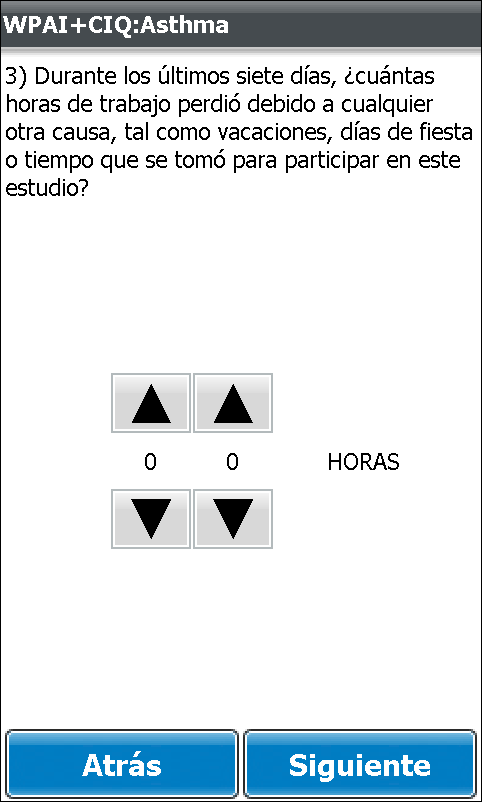 WPAI+CIQ:Asthma
3) Durante los últimos siete días, ¿cuántas
horas de trabajo perdió debido a cualquier
otra causa, tal como vacaciones, días de fiesta
o tiempo que se tomó para participar en este
estudio?
0 0 HORAS
Atrás Siguiente